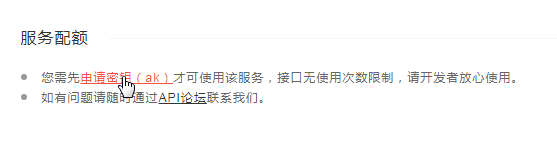 服务配额
您需先申请密钥（ak）才可使用该服务，接口无使用次数限制，请开发者放心使用。
如有问题请随时通过API论坛联系我们。